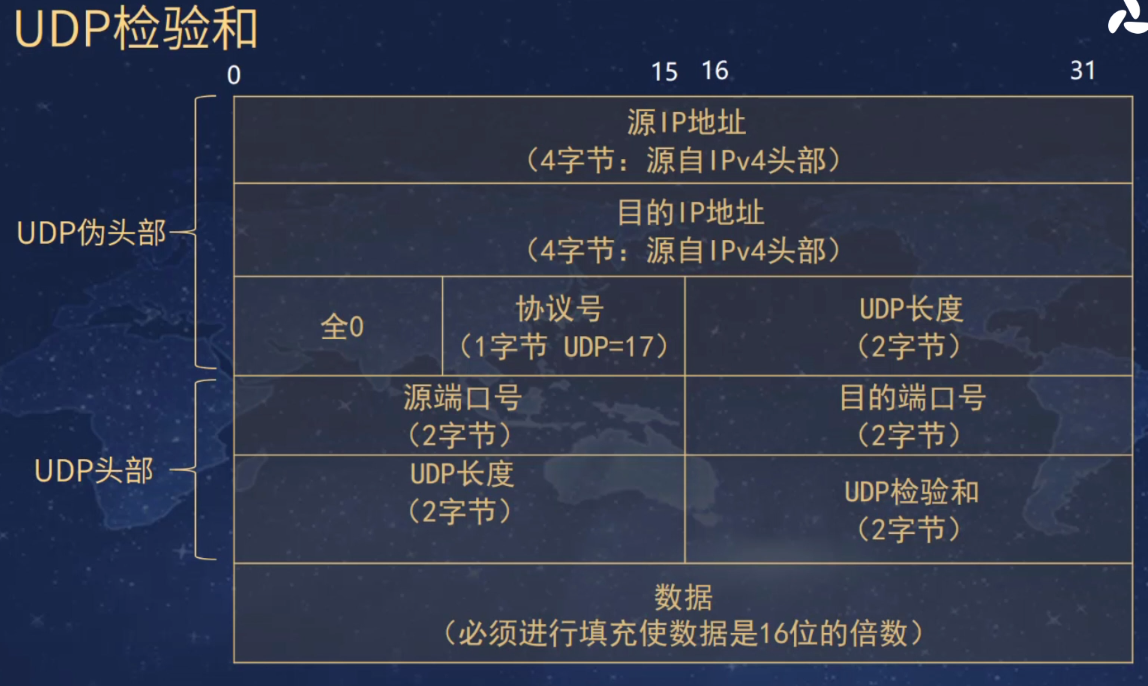 UDP检验和
0 15 16 31
源IP地址
（4字节：源自IPv4头部）
目的IP地址
（4字节：源自IPv4头部）
UDP伪头部
全0
协议号
（1字节 UDP=17）
UDP长度
（2字节）
源端口号
（2字节）
目的端口号
（2字节）
UDP头部
UDP长度
（2字节）
UDP检验和
（2字节）
数据
（必须进行填充使数据是16位的倍数）